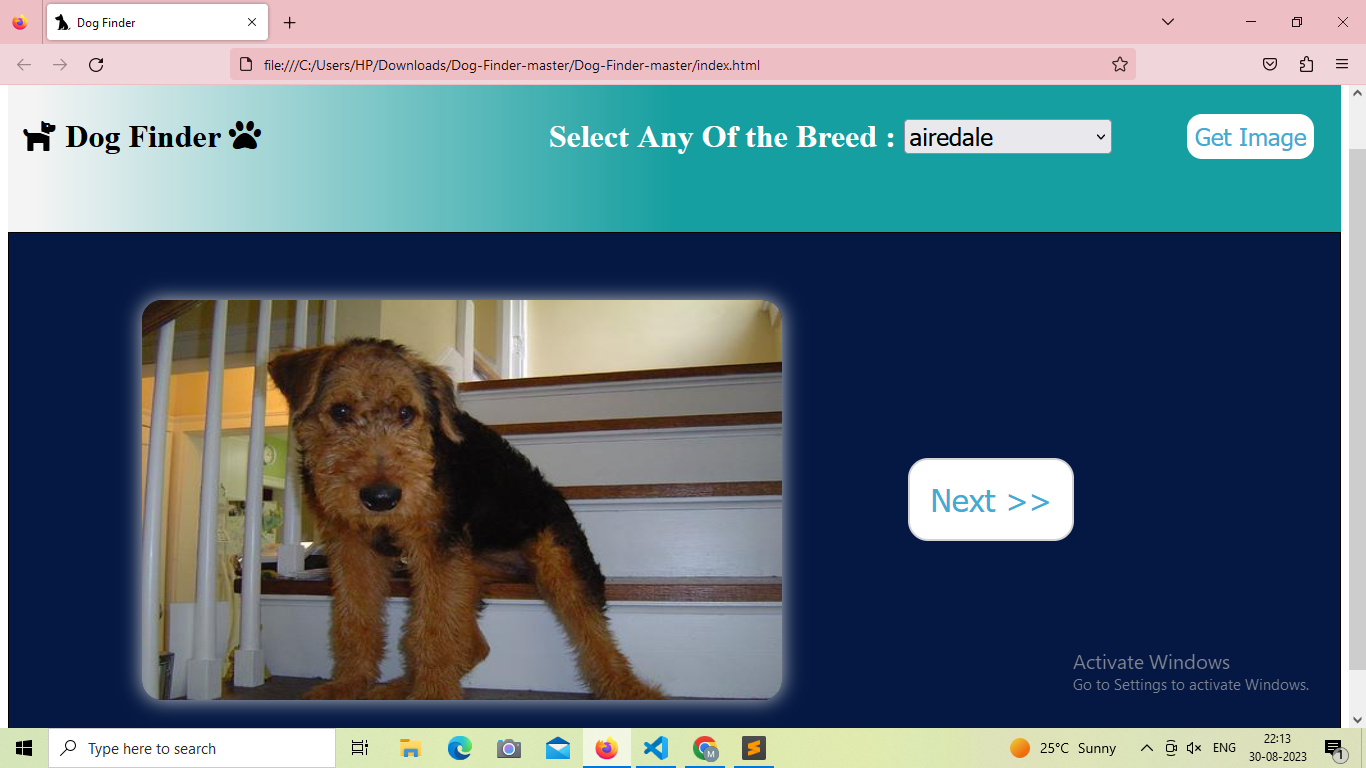 Dog Finder
file:///C:/Users/HP/Downloads/Dog-Finder-master/Dog-Finder-master/index.html
Dog Finder
Select Any Of the Breed : airedale
Get Image
Next >>
Activate Windows
Go to Settings to activate Windows.
Type here to search
M
25°C Sunny
ENG
22:13
30-08-2023
1